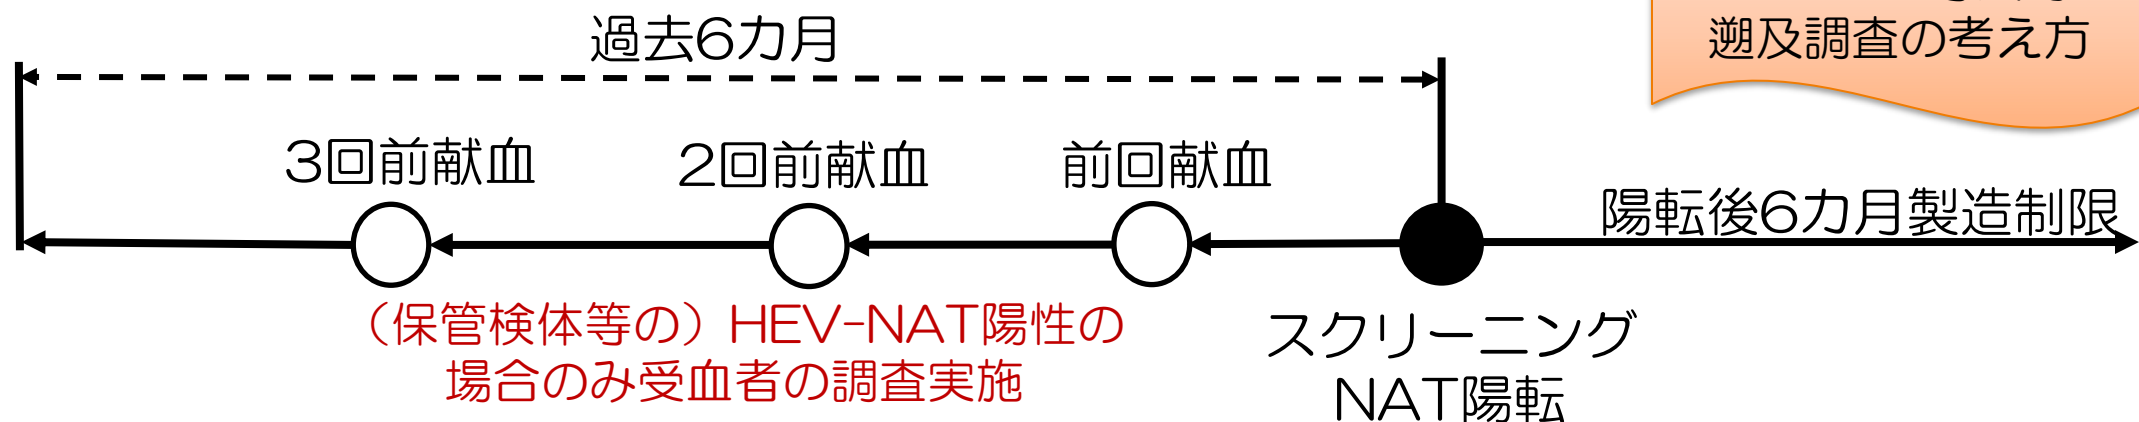 過去6カ月
遡及調査の考え方
3回前献血
2回前献血
前回献血
陽転後6カ月製造制限
（保管検体等の）HEV-NAT陽性の
場合のみ受血者の調査実施
スクリーニング
NAT陽転